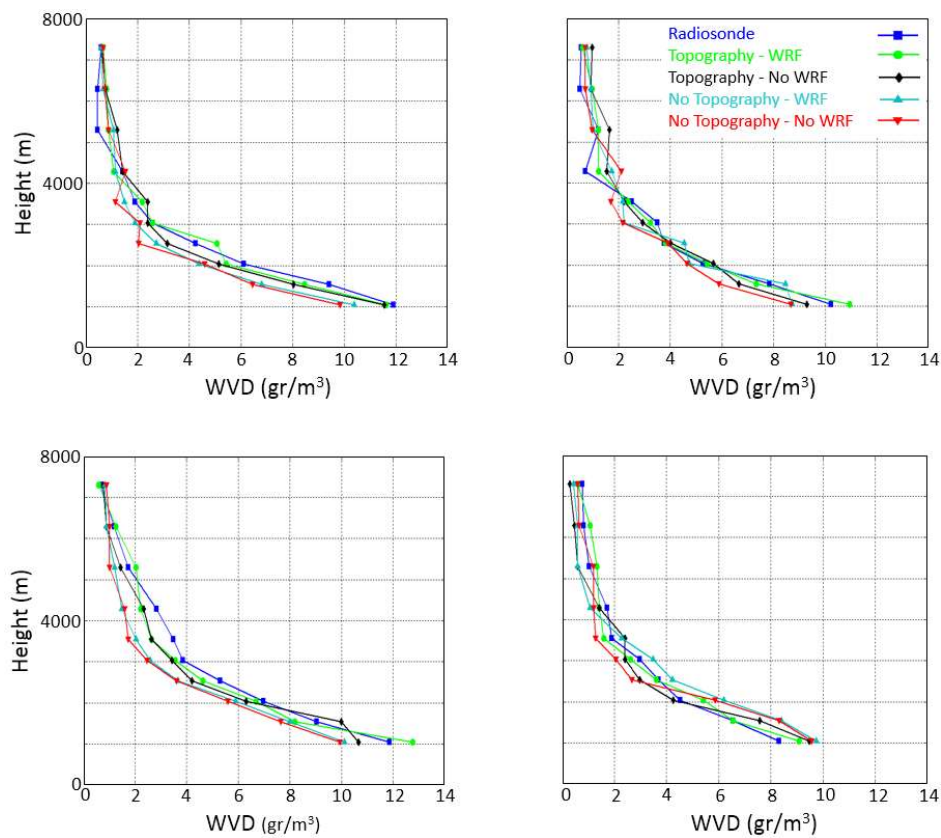 8000
4000
0
Height (m)
0 2 4 6 8 10 12 14
WVD (gr/m³)
Radiosonde
Topography - WRF
Topography - No WRF
No Topography - WRF
No Topography - No WRF
0 2 4 6 8 10 12 14
WVD (gr/m³)
8000
4000
0
Height (m)
0 2 4 6 8 10 12 14
WVD (gr/m³)
0 2 4 6 8 10 12 14
WVD (gr/m³)